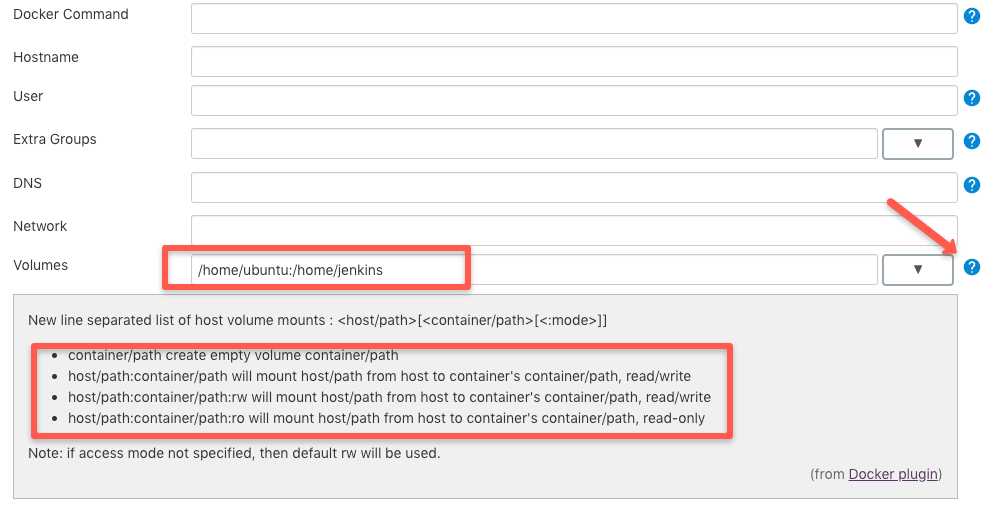 Docker Command
Hostname
User
Extra Groups
DNS
Network
Volumes
/home/ubuntu:/home/jenkins
New line separated list of host volume mounts : <host/path>[<container/path>[<:mode>]]
• container/path create empty volume container/path
• host/path:container/path will mount host/path from host to container's container/path, read/write
• host/path:container/path:rw will mount host/path from host to container's container/path, read/write
• host/path:container/path:ro will mount host/path from host to container's container/path, read-only
Note: if access mode not specified, then default rw will be used.
(from Docker plugin)